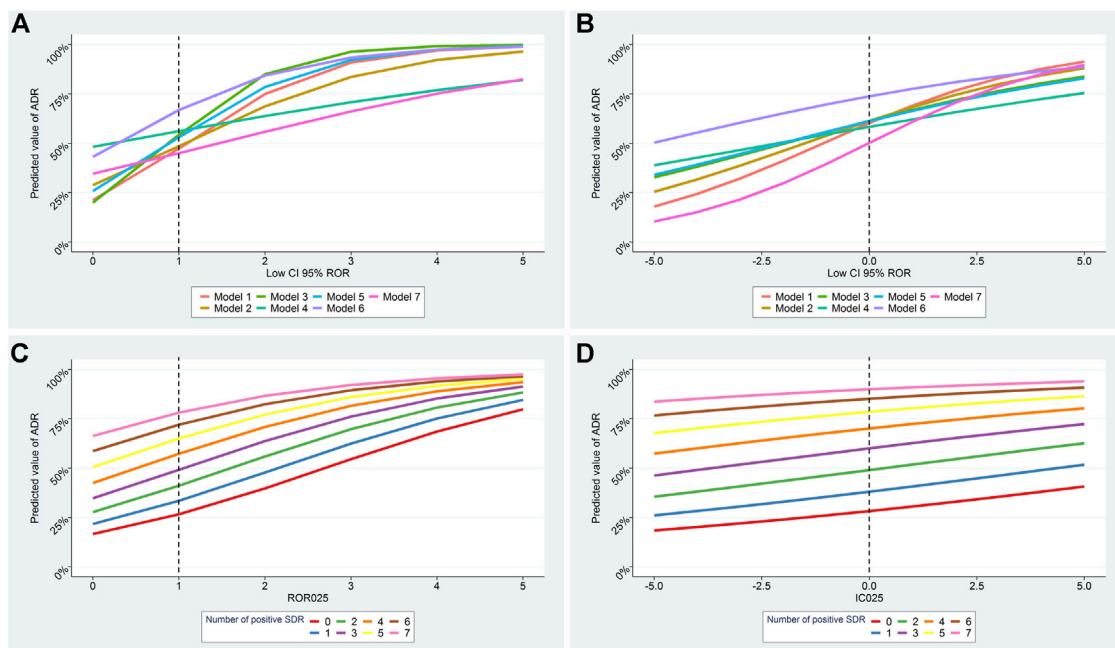 A
Predicted value of ADR
100%
75%
50%
25%
0%
0 1 2 3 4 5
Low CI 95% ROR
Model 1 Model 3 Model 5 Model 7
Model 2 Model 4 Model 6
B
Predicted value of ADR
100%
75%
50%
25%
0%
-5.0 -2.5 0.0 2.5 5.0
Low CI 95% ROR
Model 1 Model 3 Model 5 Model 7
Model 2 Model 4 Model 6
C
Predicted value of ADR
100%
75%
50%
25%
0%
0 1 2 3 4 5
ROR025
Number of positive SDR 0 2 4 6
1 3 5 7
D
Predicted value of ADR
100%
75%
50%
25%
0%
-5.0 -2.5 0.0 2.5 5.0
IC025
Number of positive SDR 0 2 4 6
1 3 5 7